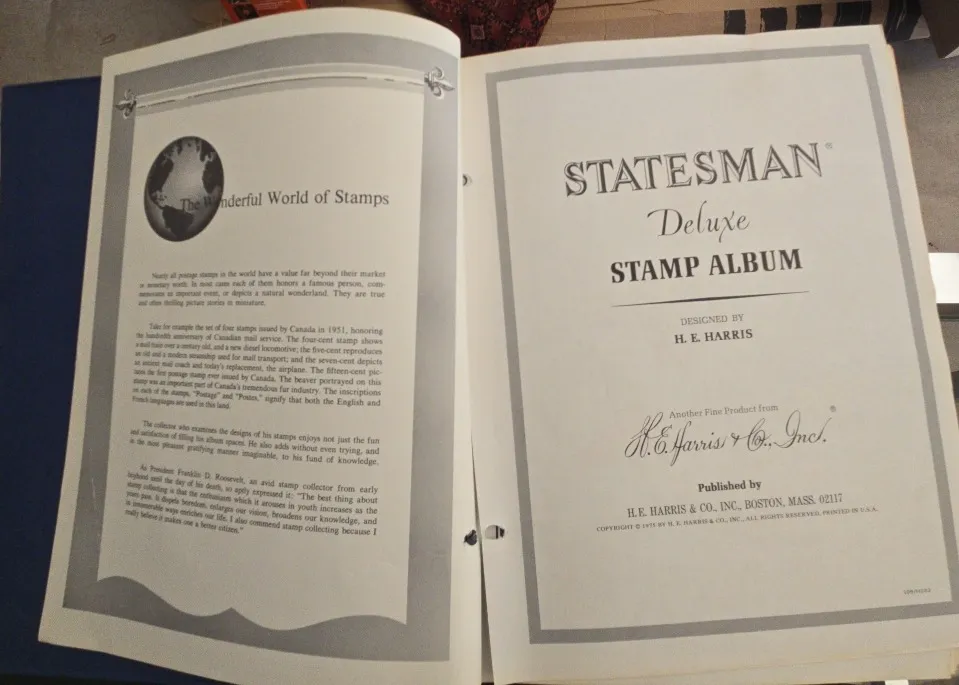 The Wonderful World of Stamps
Nearly all postage stamps in the world have a value far beyond their market
or monetary worth. In most cases each of them honors a famous person, com-
memorates an important event, or depicts a natural wonderland. They are true
and often thrilling picture stories in miniature.
Take for example the set of four stamps issued by Canada in 1951, honoring
the hundredth anniversary of Canadian mail service. The four-cent stamp shows
a mail train over a century old, and a new diesel locomotive; the five-cent reproduces
an old and a modern steamship used for mail transport; and the seven-cent depicts
an ancient mail coach and today's replacement, the airplane. The fifteen-cent pic-
tures the first postage stamp ever issued by Canada. The beaver portrayed on this
stamp was an important part of Canada's tremendous fur industry. The inscriptions
on each of the stamps, "Postage" and "Postes," signify that both the English and
French languages are used in this land.
The collector who examines the designs of his stamps enjoys not just the fun
and satisfaction of filling his album spaces. He also adds without even trying, and
in the most pleasant gratifying manner imaginable, to his fund of knowledge.
As President Franklin D. Roosevelt, an avid stamp collector from early
boyhood until the day of his death, so aptly expressed it: "The best thing about
stamp collecting is that the enthusiasm which it arouses in youth increases as the
years pass. It dispels boredom, enlarges our vision, broadens our knowledge, and
in innumerable ways enriches our life. I also commend stamp collecting because I
really believe it makes one a better citizen."
STATESMAN®
Deluxe
STAMP ALBUM
DESIGNED BY
H. E. HARRIS
Another Fine Product from ®
H.E. Harris & Co., Inc.
Published by
H. E. HARRIS & CO., INC., BOSTON, MASS. 02117
COPYRIGHT © 1975 BY H. E. HARRIS & CO., INC., ALL RIGHTS RESERVED, PRINTED IN U.S.A.